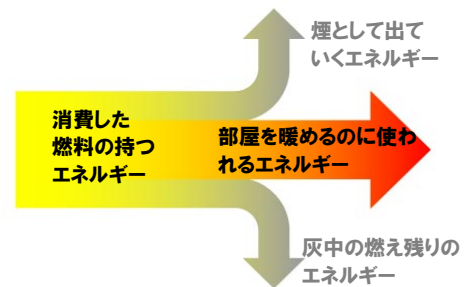 煙として出て
いくエネルギー
消費した
燃料の持つ
エネルギー
部屋を暖めるのに使わ
れるエネルギー
灰中の燃え残りの
エネルギー